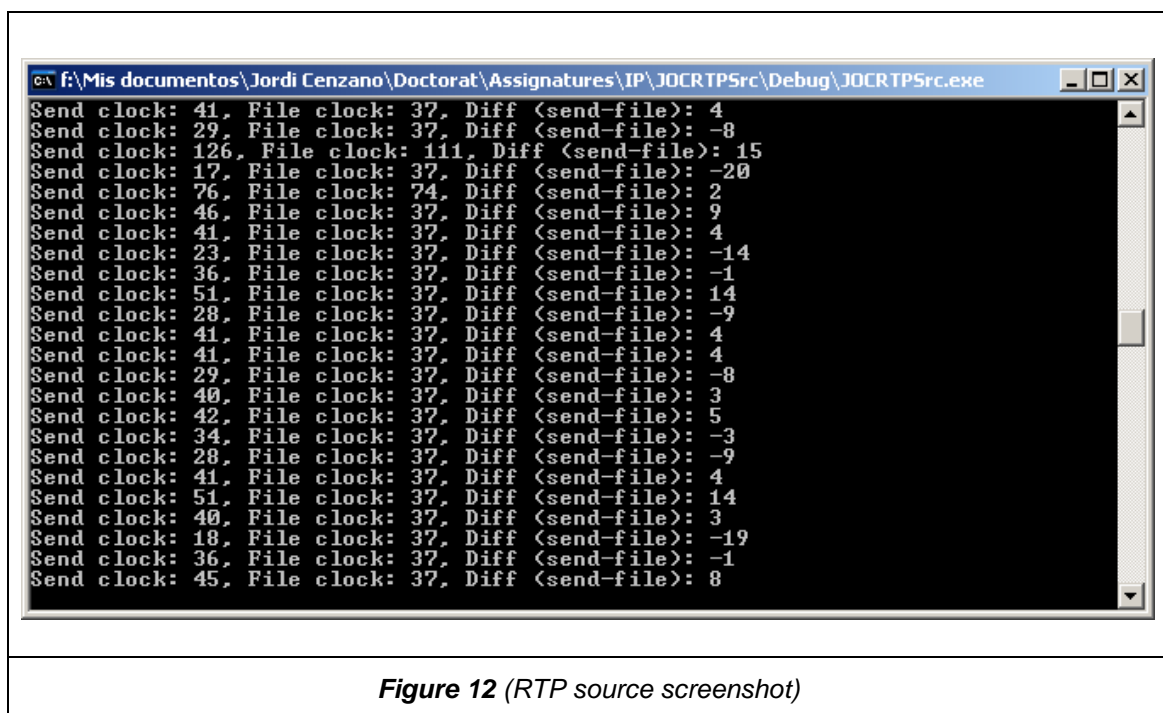 f:\Mis documentos\Jordi Cenzano\Doctorat\Assignatures\IP\JOCRTPSrc\Debug\JOCRTPSrc.exe
Send clock: 41, File clock: 37, Diff (send-file): 4
Send clock: 29, File clock: 37, Diff (send-file): -8
Send clock: 126, File clock: 111, Diff (send-file): 15
Send clock: 17, File clock: 37, Diff (send-file): -20
Send clock: 76, File clock: 74, Diff (send-file): 2
Send clock: 46, File clock: 37, Diff (send-file): 9
Send clock: 41, File clock: 37, Diff (send-file): 4
Send clock: 23, File clock: 37, Diff (send-file): -14
Send clock: 36, File clock: 37, Diff (send-file): -1
Send clock: 51, File clock: 37, Diff (send-file): 14
Send clock: 28, File clock: 37, Diff (send-file): -9
Send clock: 41, File clock: 37, Diff (send-file): 4
Send clock: 41, File clock: 37, Diff (send-file): 4
Send clock: 29, File clock: 37, Diff (send-file): -8
Send clock: 40, File clock: 37, Diff (send-file): 3
Send clock: 42, File clock: 37, Diff (send-file): 5
Send clock: 34, File clock: 37, Diff (send-file): -3
Send clock: 28, File clock: 37, Diff (send-file): -9
Send clock: 41, File clock: 37, Diff (send-file): 4
Send clock: 51, File clock: 37, Diff (send-file): 14
Send clock: 40, File clock: 37, Diff (send-file): 3
Send clock: 18, File clock: 37, Diff (send-file): -19
Send clock: 36, File clock: 37, Diff (send-file): -1
Send clock: 45, File clock: 37, Diff (send-file): 8
Figure 12 (RTP source screenshot)